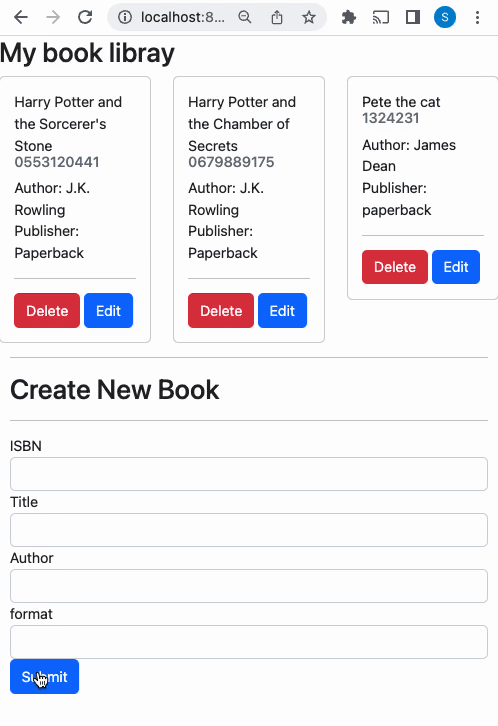 localhost:8...
S
My book libray
Harry Potter and
the Sorcerer's
Stone
0553120441
Author: J.K.
Rowling
Publisher:
Paperback
Delete Edit
Harry Potter and
the Chamber of
Secrets
0679889175
Author: J.K.
Rowling
Publisher:
Paperback
Delete Edit
Pete the cat
1324231
Author: James
Dean
Publisher:
paperback
Delete Edit
Create New Book
ISBN
Title
Author
format
Submit